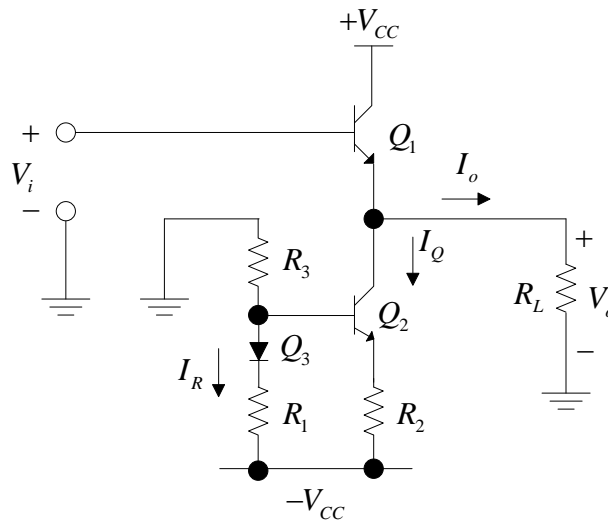 +V_CC
+
Q_1
V_i
I_o
−
I_Q
+
R_3
Q_2
R_L
V_o
Q_3
−
I_R
R_1
R_2
−V_CC